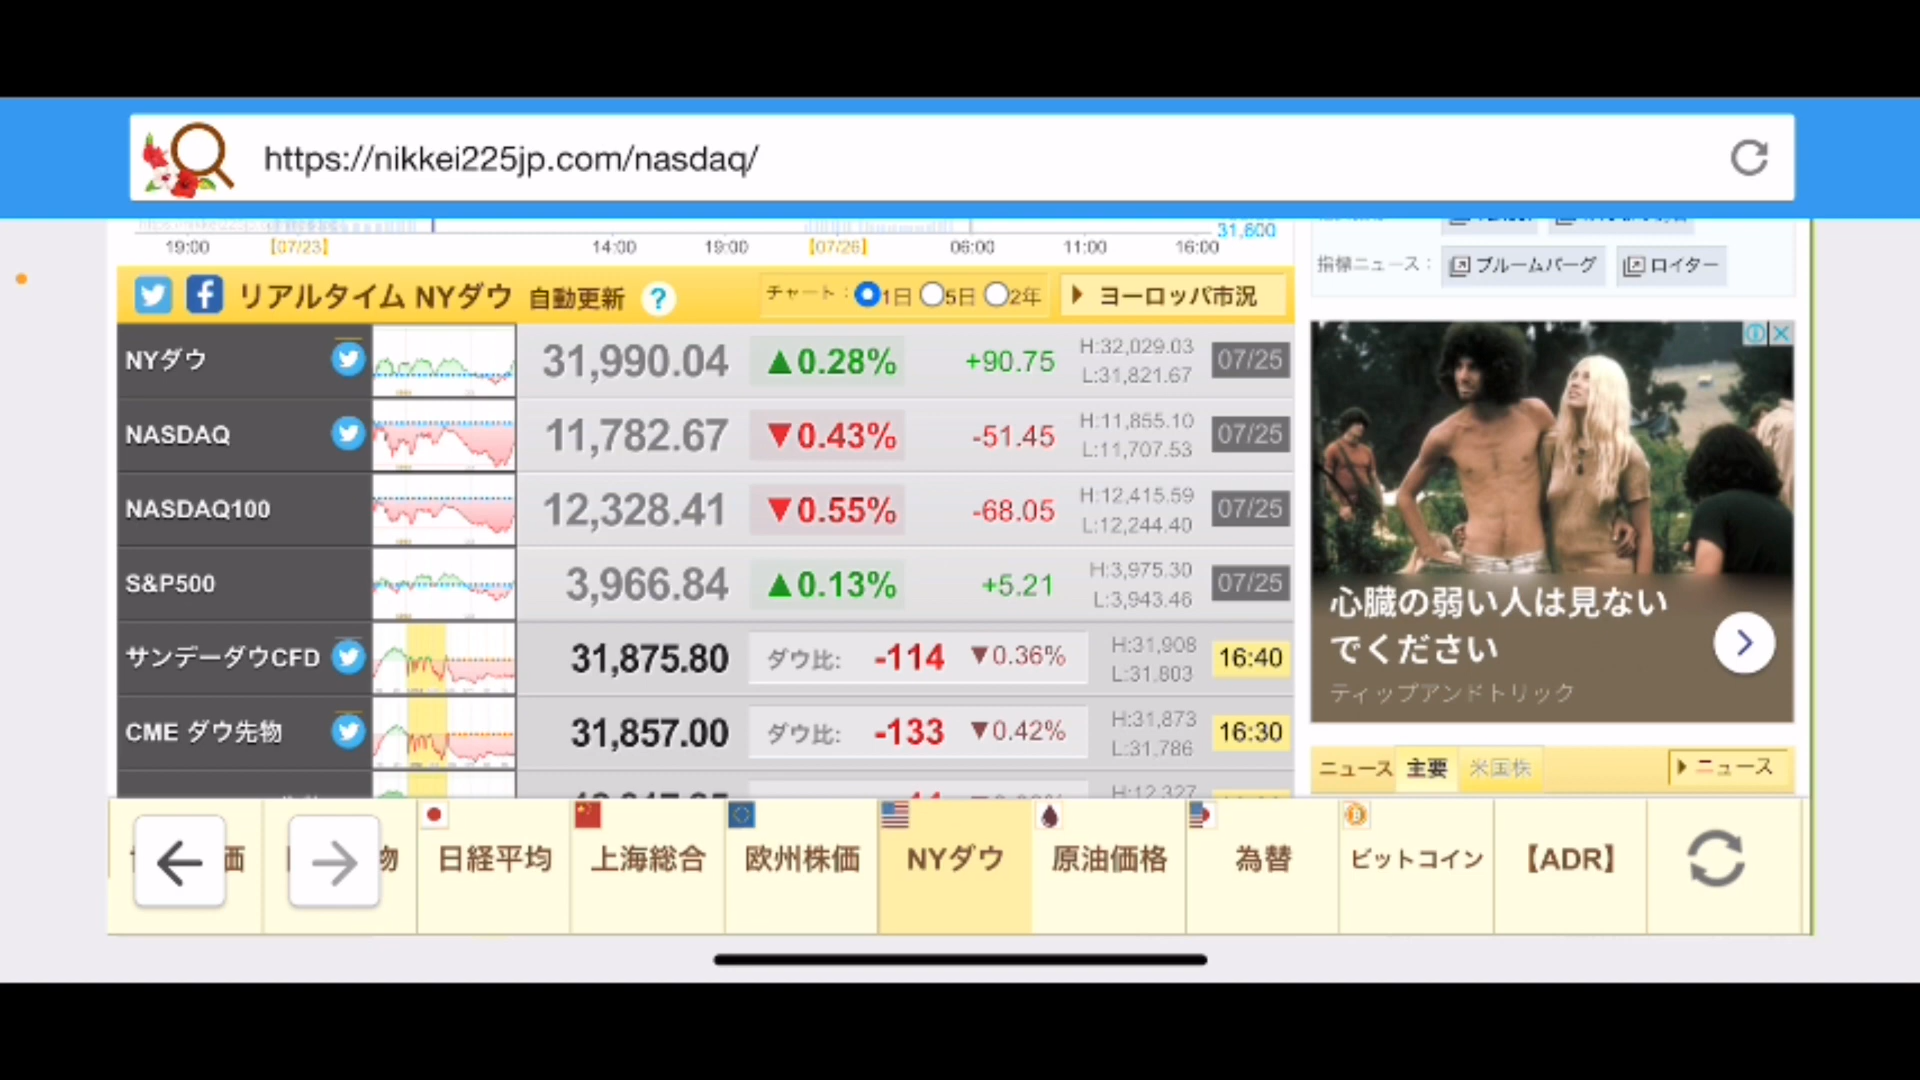 https://nikkei225jp.com/nasdaq/
31,600
19:00 【07/23】 14:00 19:00 【07/26】 06:00 11:00 16:00
指標ニュース： ブルームバーグ ロイター
リアルタイム NYダウ 自動更新 ? チャート： 1日 5日 2年 ヨーロッパ市況
NYダウ 31,990.04 ▲0.28% +90.75 H:32,029.03 L:31,821.67 07/25
NASDAQ 11,782.67 ▼0.43% -51.45 H:11,855.10 L:11,707.53 07/25
NASDAQ100 12,328.41 ▼0.55% -68.05 H:12,415.59 L:12,244.40 07/25
S&P500 3,966.84 ▲0.13% +5.21 H:3,975.30 L:3,943.46 07/25
サンデーダウCFD 31,875.80 ダウ比: -114 ▼0.36% H:31,908 L:31,803 16:40
CME ダウ先物 31,857.00 ダウ比: -133 ▼0.42% H:31,873 L:31,786 16:30
H:12,327
心臓の弱い人は見ない
でください
ティップアンドトリック
ニュース 主要 米国株 ニュース
価 物 日経平均 上海総合 欧州株価 NYダウ 原油価格 為替 ビットコイン 【ADR】